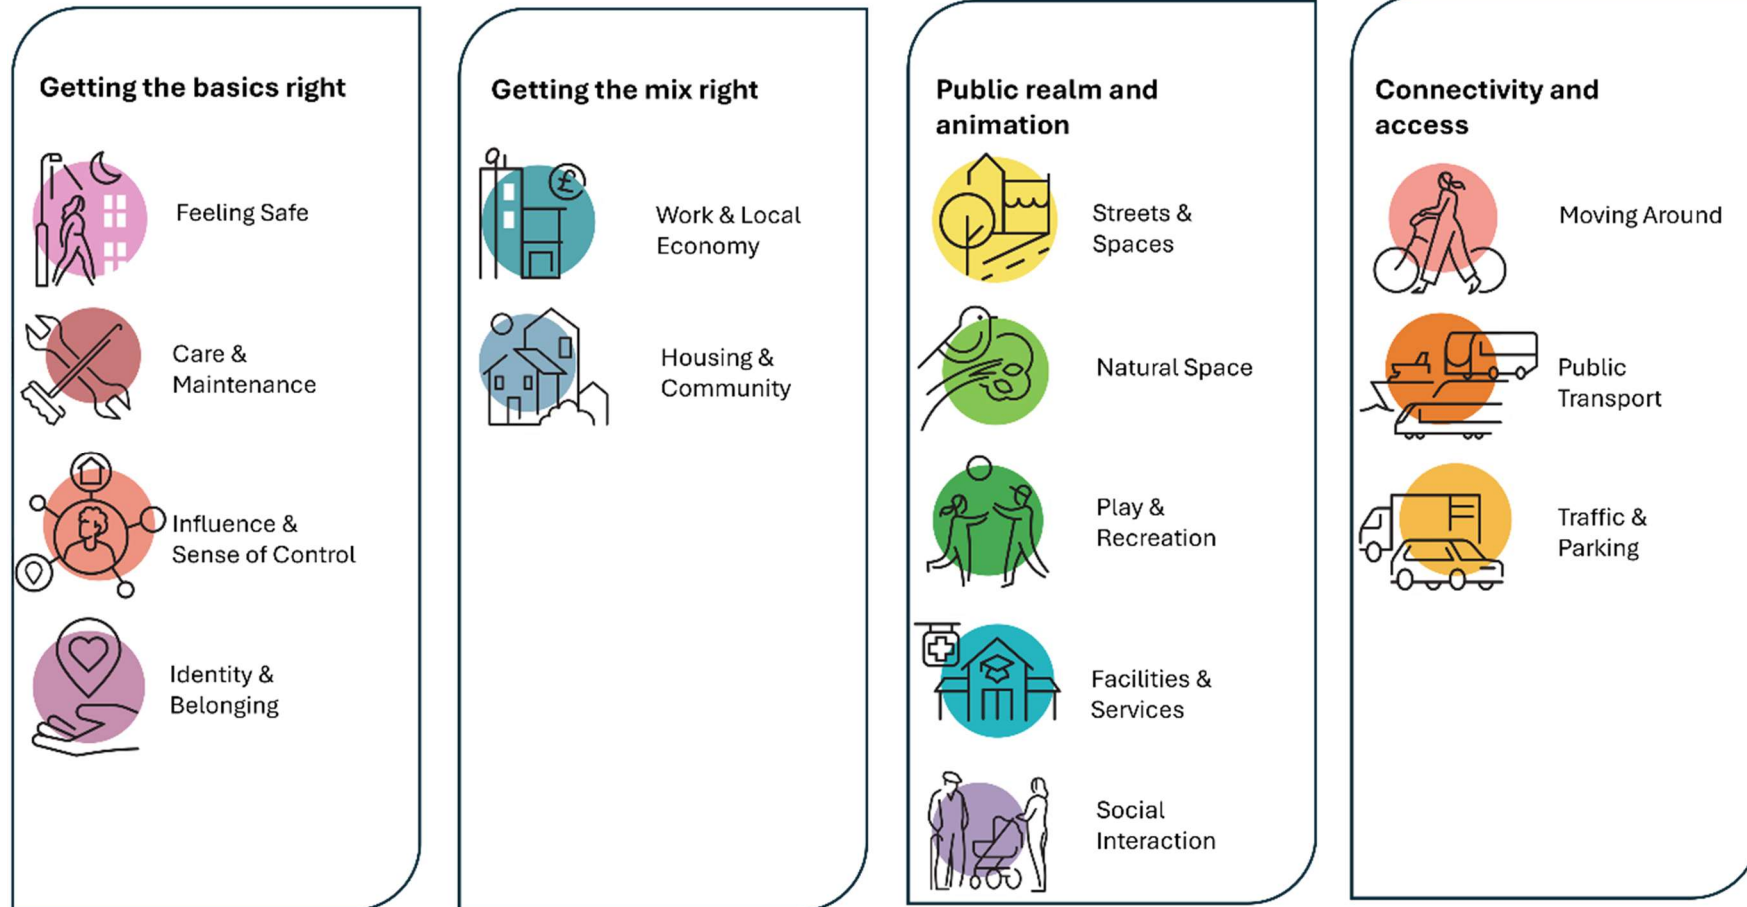 Getting the basics right
Feeling Safe
Care &
Maintenance
Influence &
Sense of Control
Identity &
Belonging
Getting the mix right
£
Work & Local
Economy
Housing &
Community
Public realm and
animation
Streets &
Spaces
Natural Space
Play &
Recreation
Facilities &
Services
Social
Interaction
Connectivity and
access
Moving Around
Public
Transport
Traffic &
Parking